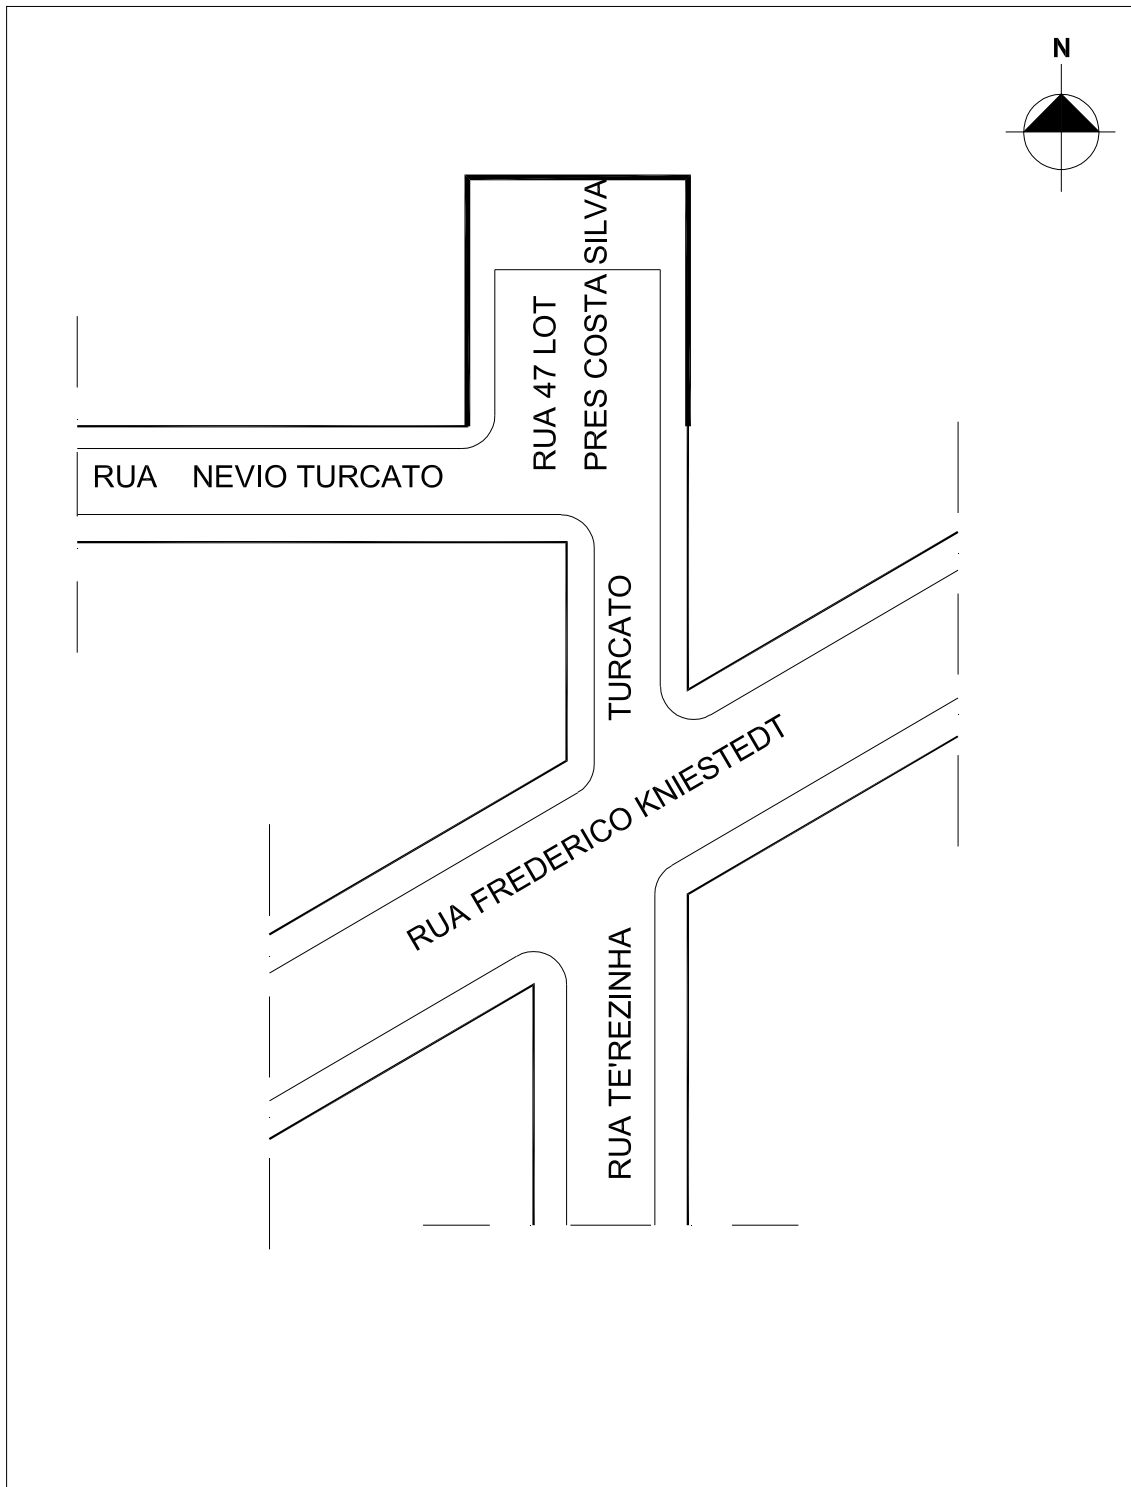 N
RUA 47 LOT
PRES COSTA SILVA
RUA NEVIO TURCATO
TURCATO
RUA FREDERICO KNIESTEDT
RUA TE'REZINHA